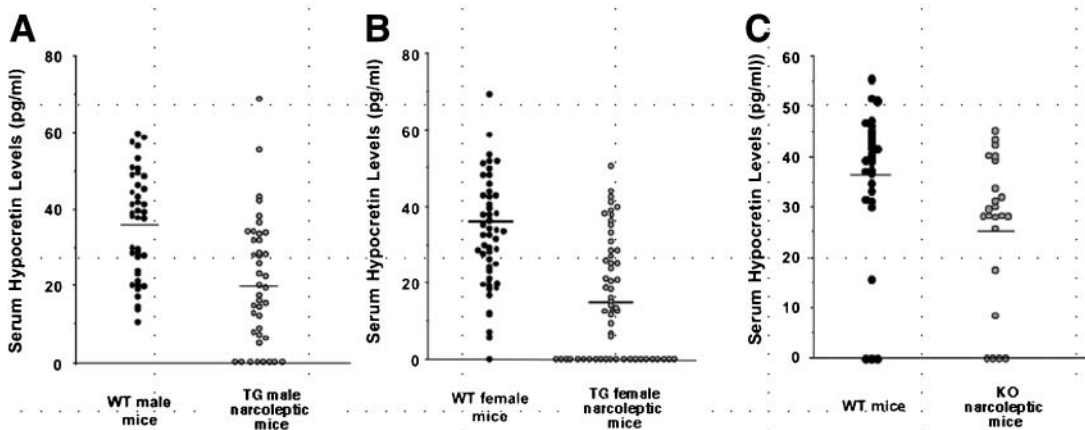 A
Serum Hypocretin Levels (pg/ml)
80
60
40
20
0
WT male
mice
TG male
narcoleptic
mice
B
Serum Hypocretin Levels (pg/ml)
80
60
40
20
0
WT female
mice
TG female
narcoleptic
mice
C
Serum Hypocretin Levels (pg/ml))
60
50
40
30
20
10
0
WT mice
KO
narcoleptic
mice